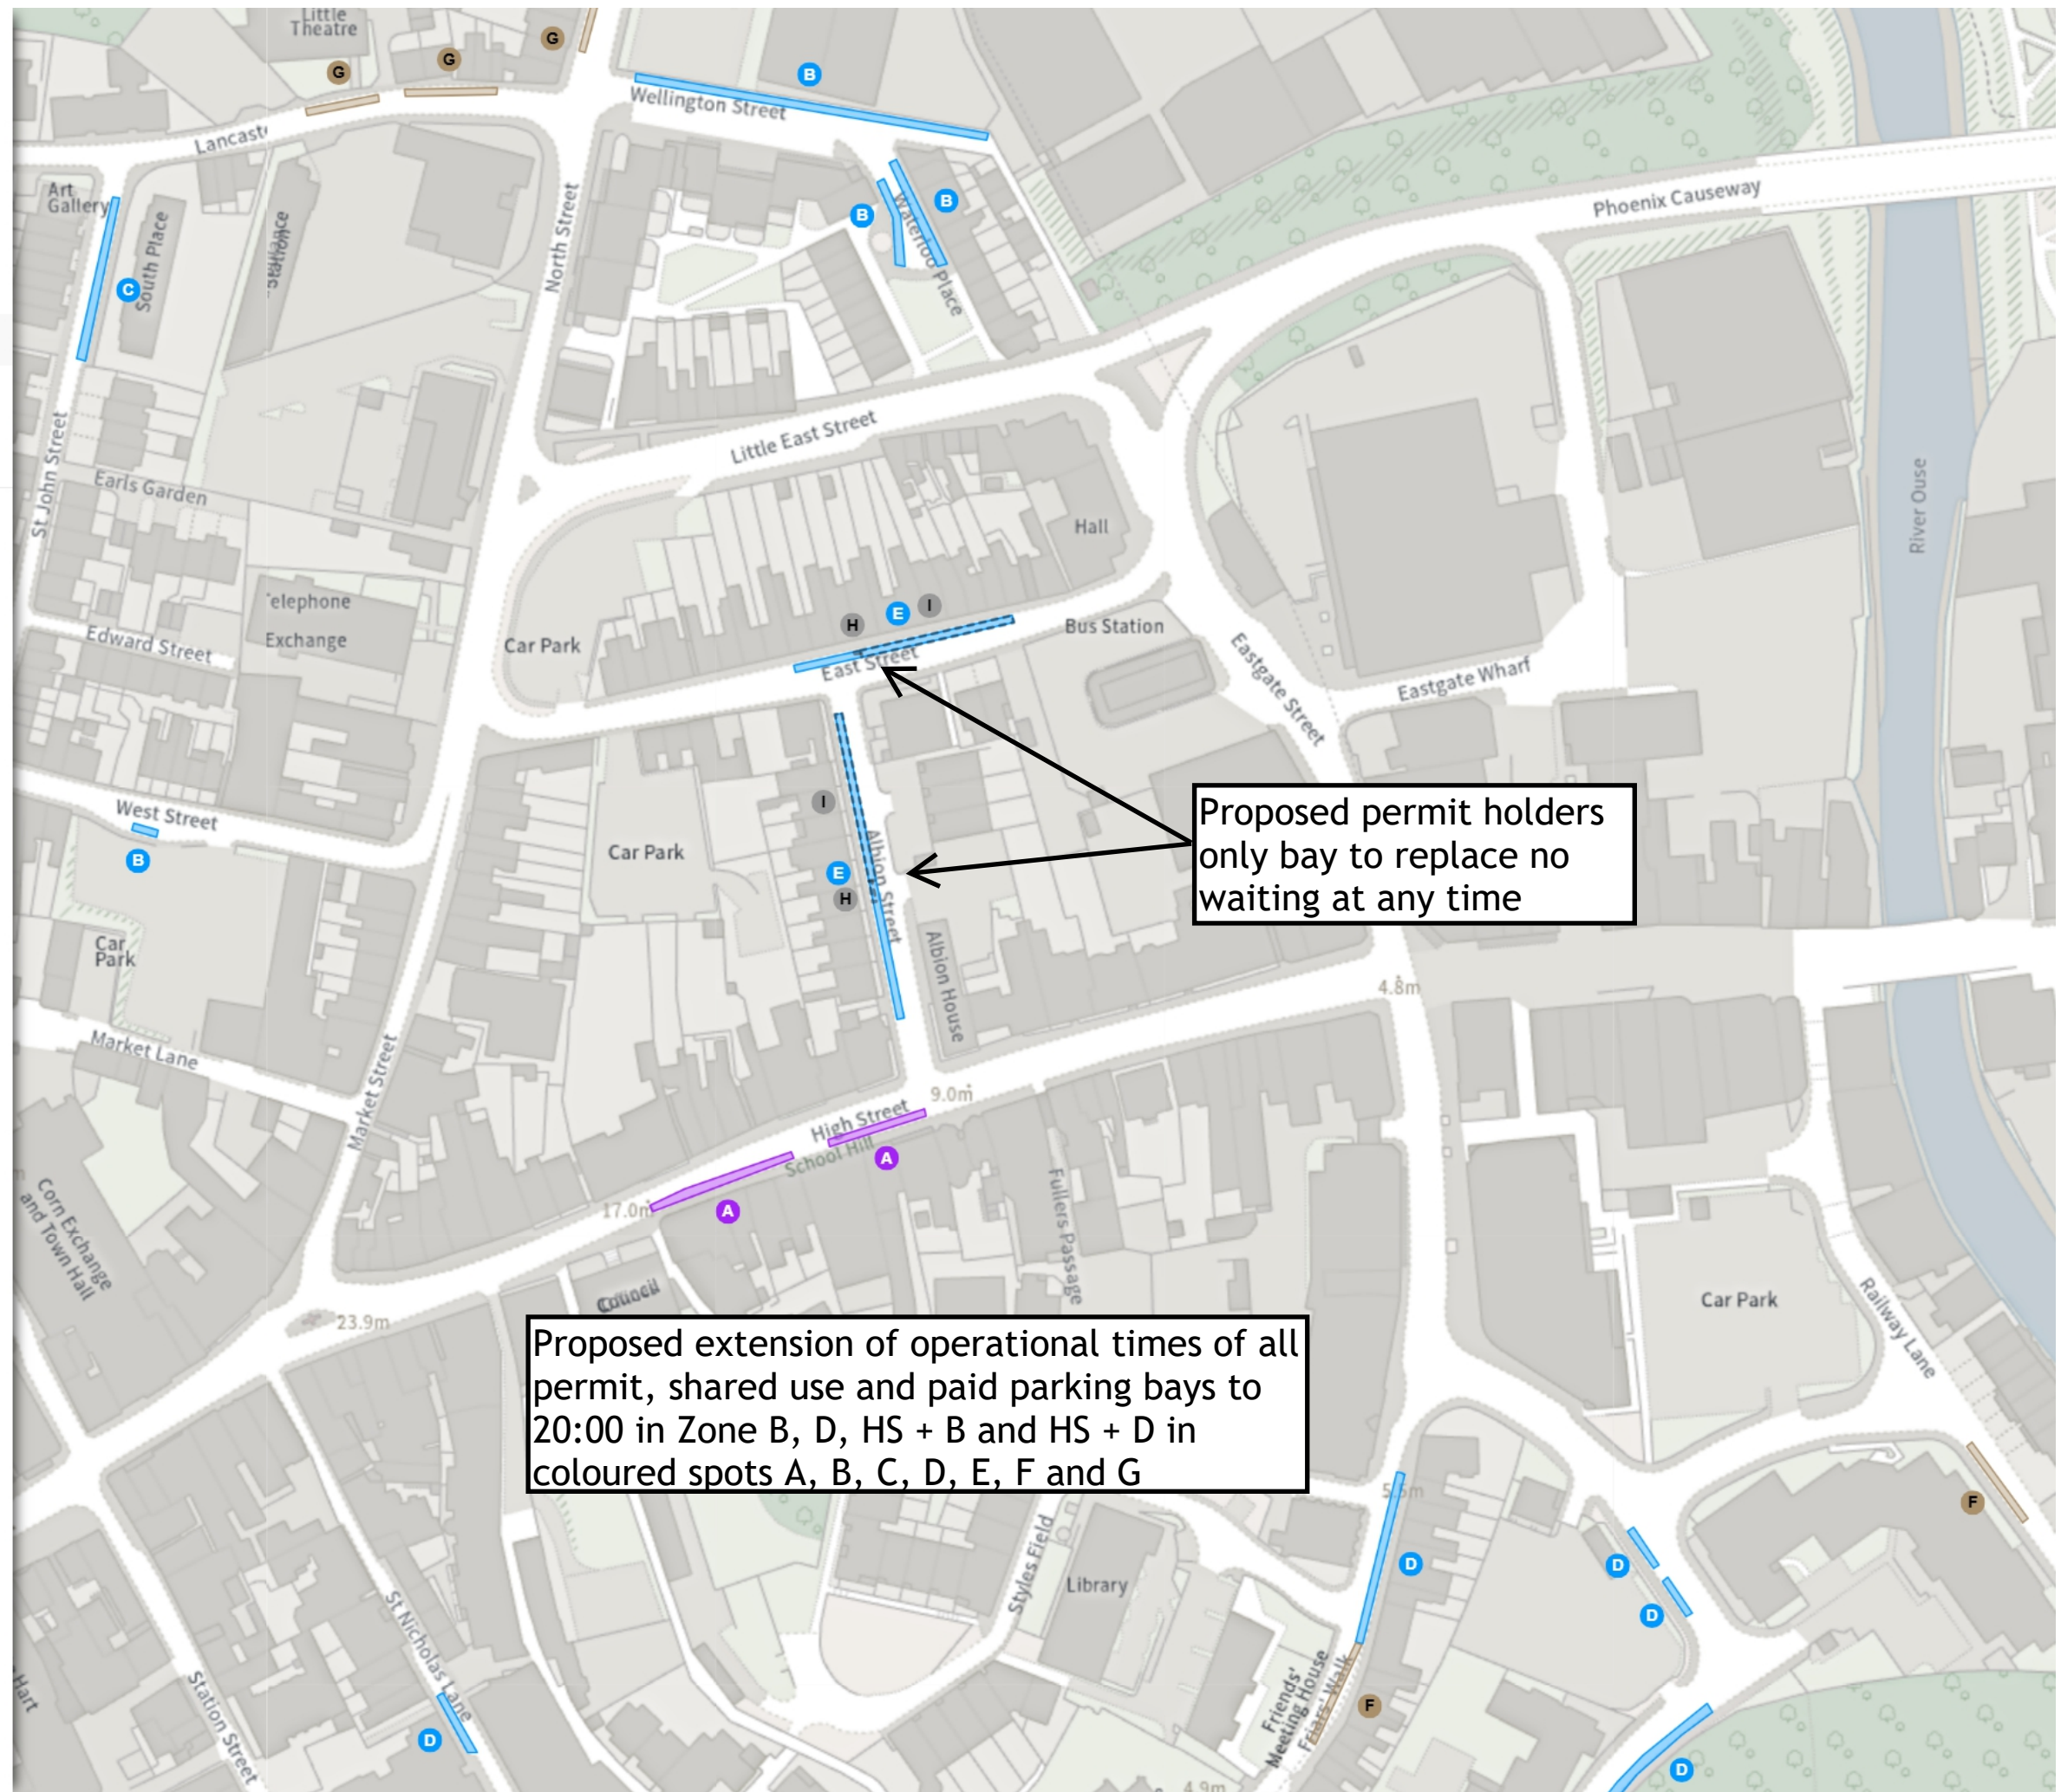 Little
Theatre
G
G
G
B
Wellington Street
Lancast
Art
Gallery
South Place
C
Station
North Street
B
B
Waterloo Place
Phoenix Causeway
Little East Street
St John Street
Earls Garden
Hall
River Ouse
elephone
Exchange
Edward Street
Car Park
H
E
I
East Street
Bus Station
Eastgate Street
Eastgate Wharf
West Street
B
Car Park
I
E
H
Albion Street
Albion House
Proposed permit holders
only bay to replace no
waiting at any time
Car
Park
Market Lane
Market Street
4.8m
9.0m
High Street
School Hill
A
A
17.0m
Fullers Passage
Corn Exchange
and Town Hall
Council
23.9m
Car Park
Railway Lane
Proposed extension of operational times of all
permit, shared use and paid parking bays to
20:00 in Zone B, D, HS + B and HS + D in
coloured spots A, B, C, D, E, F and G
F
D
D
D
Styles Field
Library
St Nicholas Lane
Station Street
Hart
D
Friends'
Meeting House
Friars' Walk
F
D
4.9m